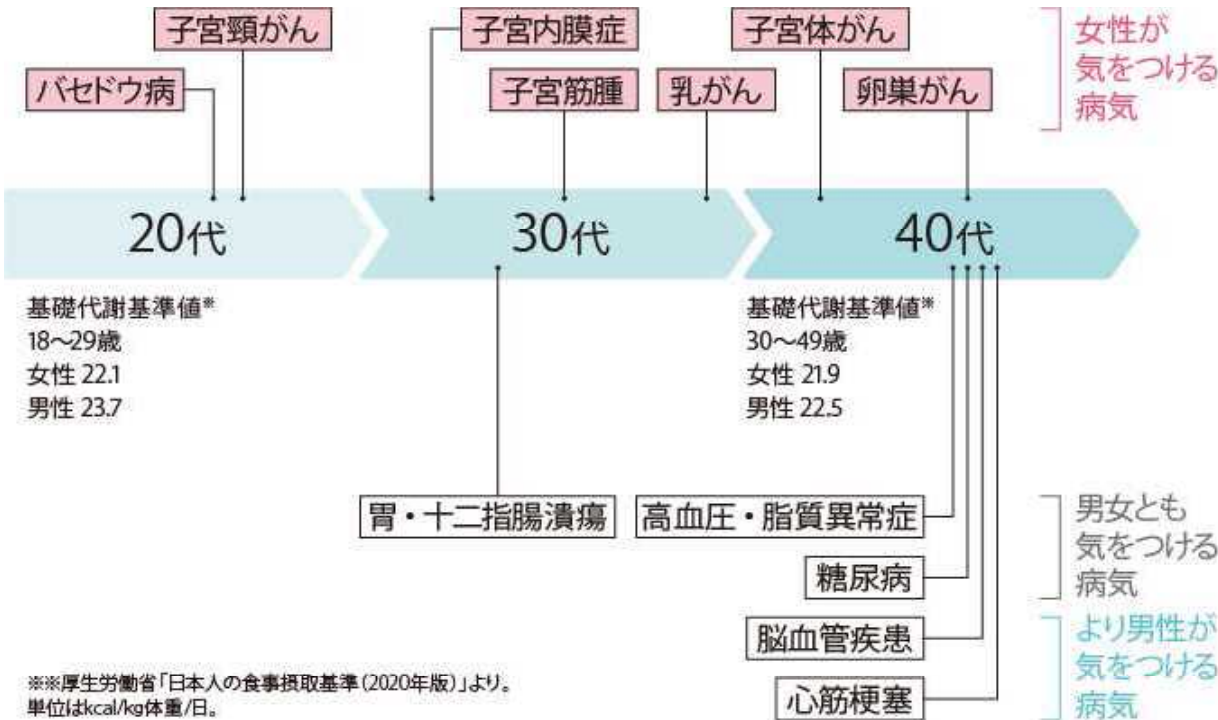 子宮頸がん
子宮内膜症
子宮体がん
バセドウ病
子宮筋腫
乳がん
卵巣がん
女性が
気をつける
病気
20代
30代
40代
基礎代謝基準値※
18〜29歳
女性 22.1
男性 23.7
基礎代謝基準値※
30〜49歳
女性 21.9
男性 22.5
胃・十二指腸潰瘍
高血圧・脂質異常症
糖尿病
男女とも
気をつける
病気
脳血管疾患
心筋梗塞
より男性が
気をつける
病気
※※厚生労働省「日本人の食事摂取基準(2020年版)」より。
単位はkcal/kg体重/日。